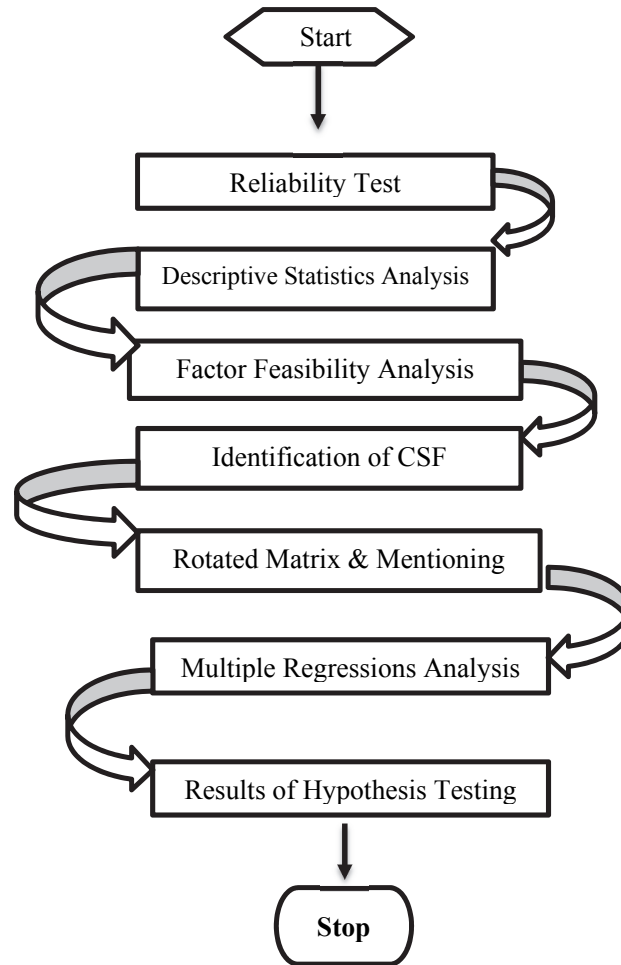 Start
Reliability Test
Descriptive Statistics Analysis
Factor Feasibility Analysis
Identification of CSF
Rotated Matrix & Mentioning
Multiple Regressions Analysis
Results of Hypothesis Testing
Stop